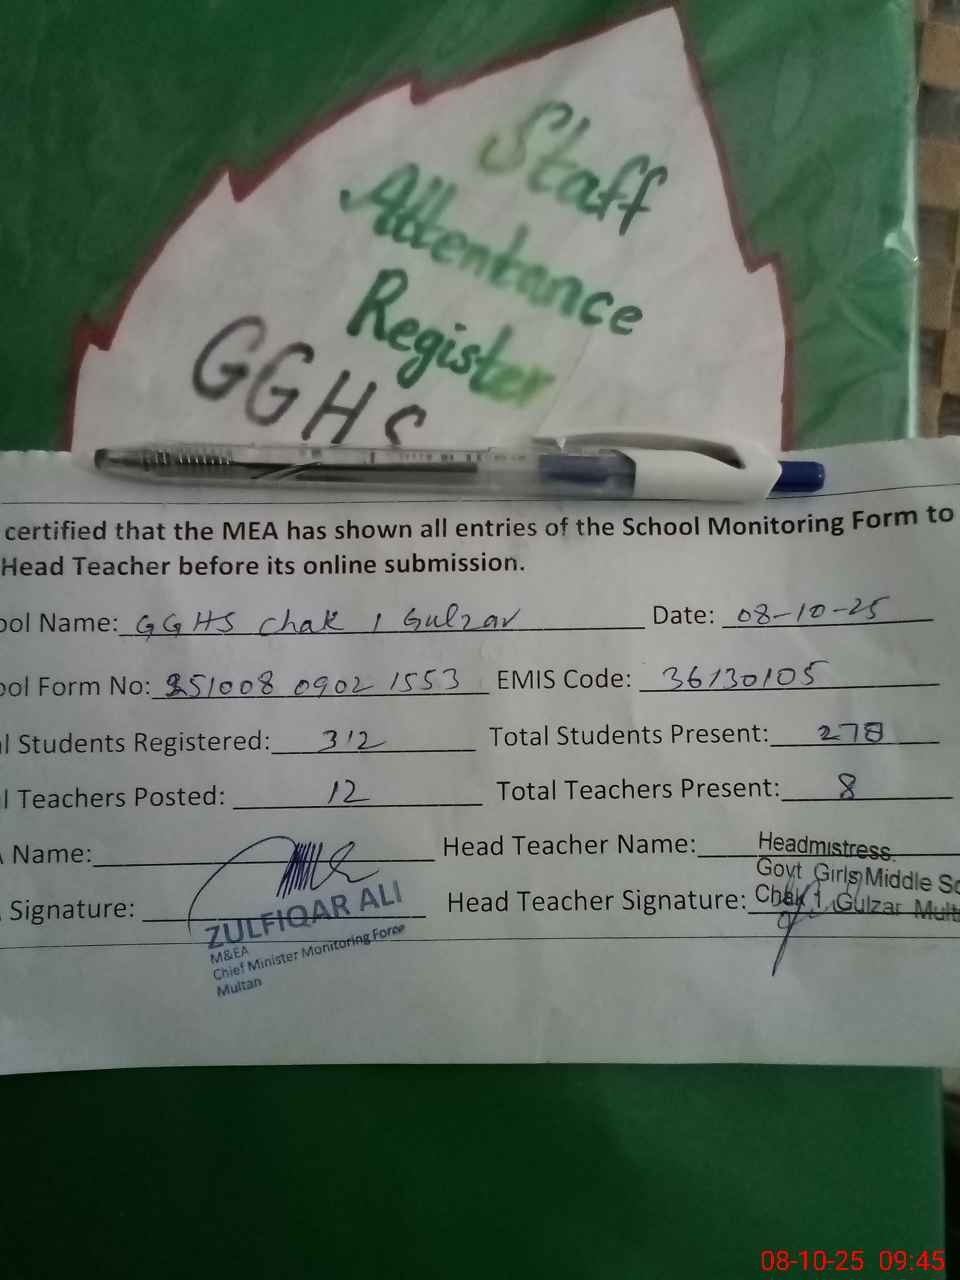 Staff
Attentance
Register
GGHS
certified that the MEA has shown all entries of the School Monitoring Form to
Head Teacher before its online submission.
ool Name: GGHS Chak 1 Gulzar Date: 08-10-25
ool Form No: 251008 0902 1553 EMIS Code: 36130105
l Students Registered: 312 Total Students Present: 278
l Teachers Posted: 12 Total Teachers Present: 8
Name: Head Teacher Name: Headmistress
Govt Girls Middle Sc
Signature: Head Teacher Signature: Chak 1, Gulzar Mult
ZULFIQAR ALI
M&EA
Chief Minister Monitoring Force
Multan
08-10-25 09:45